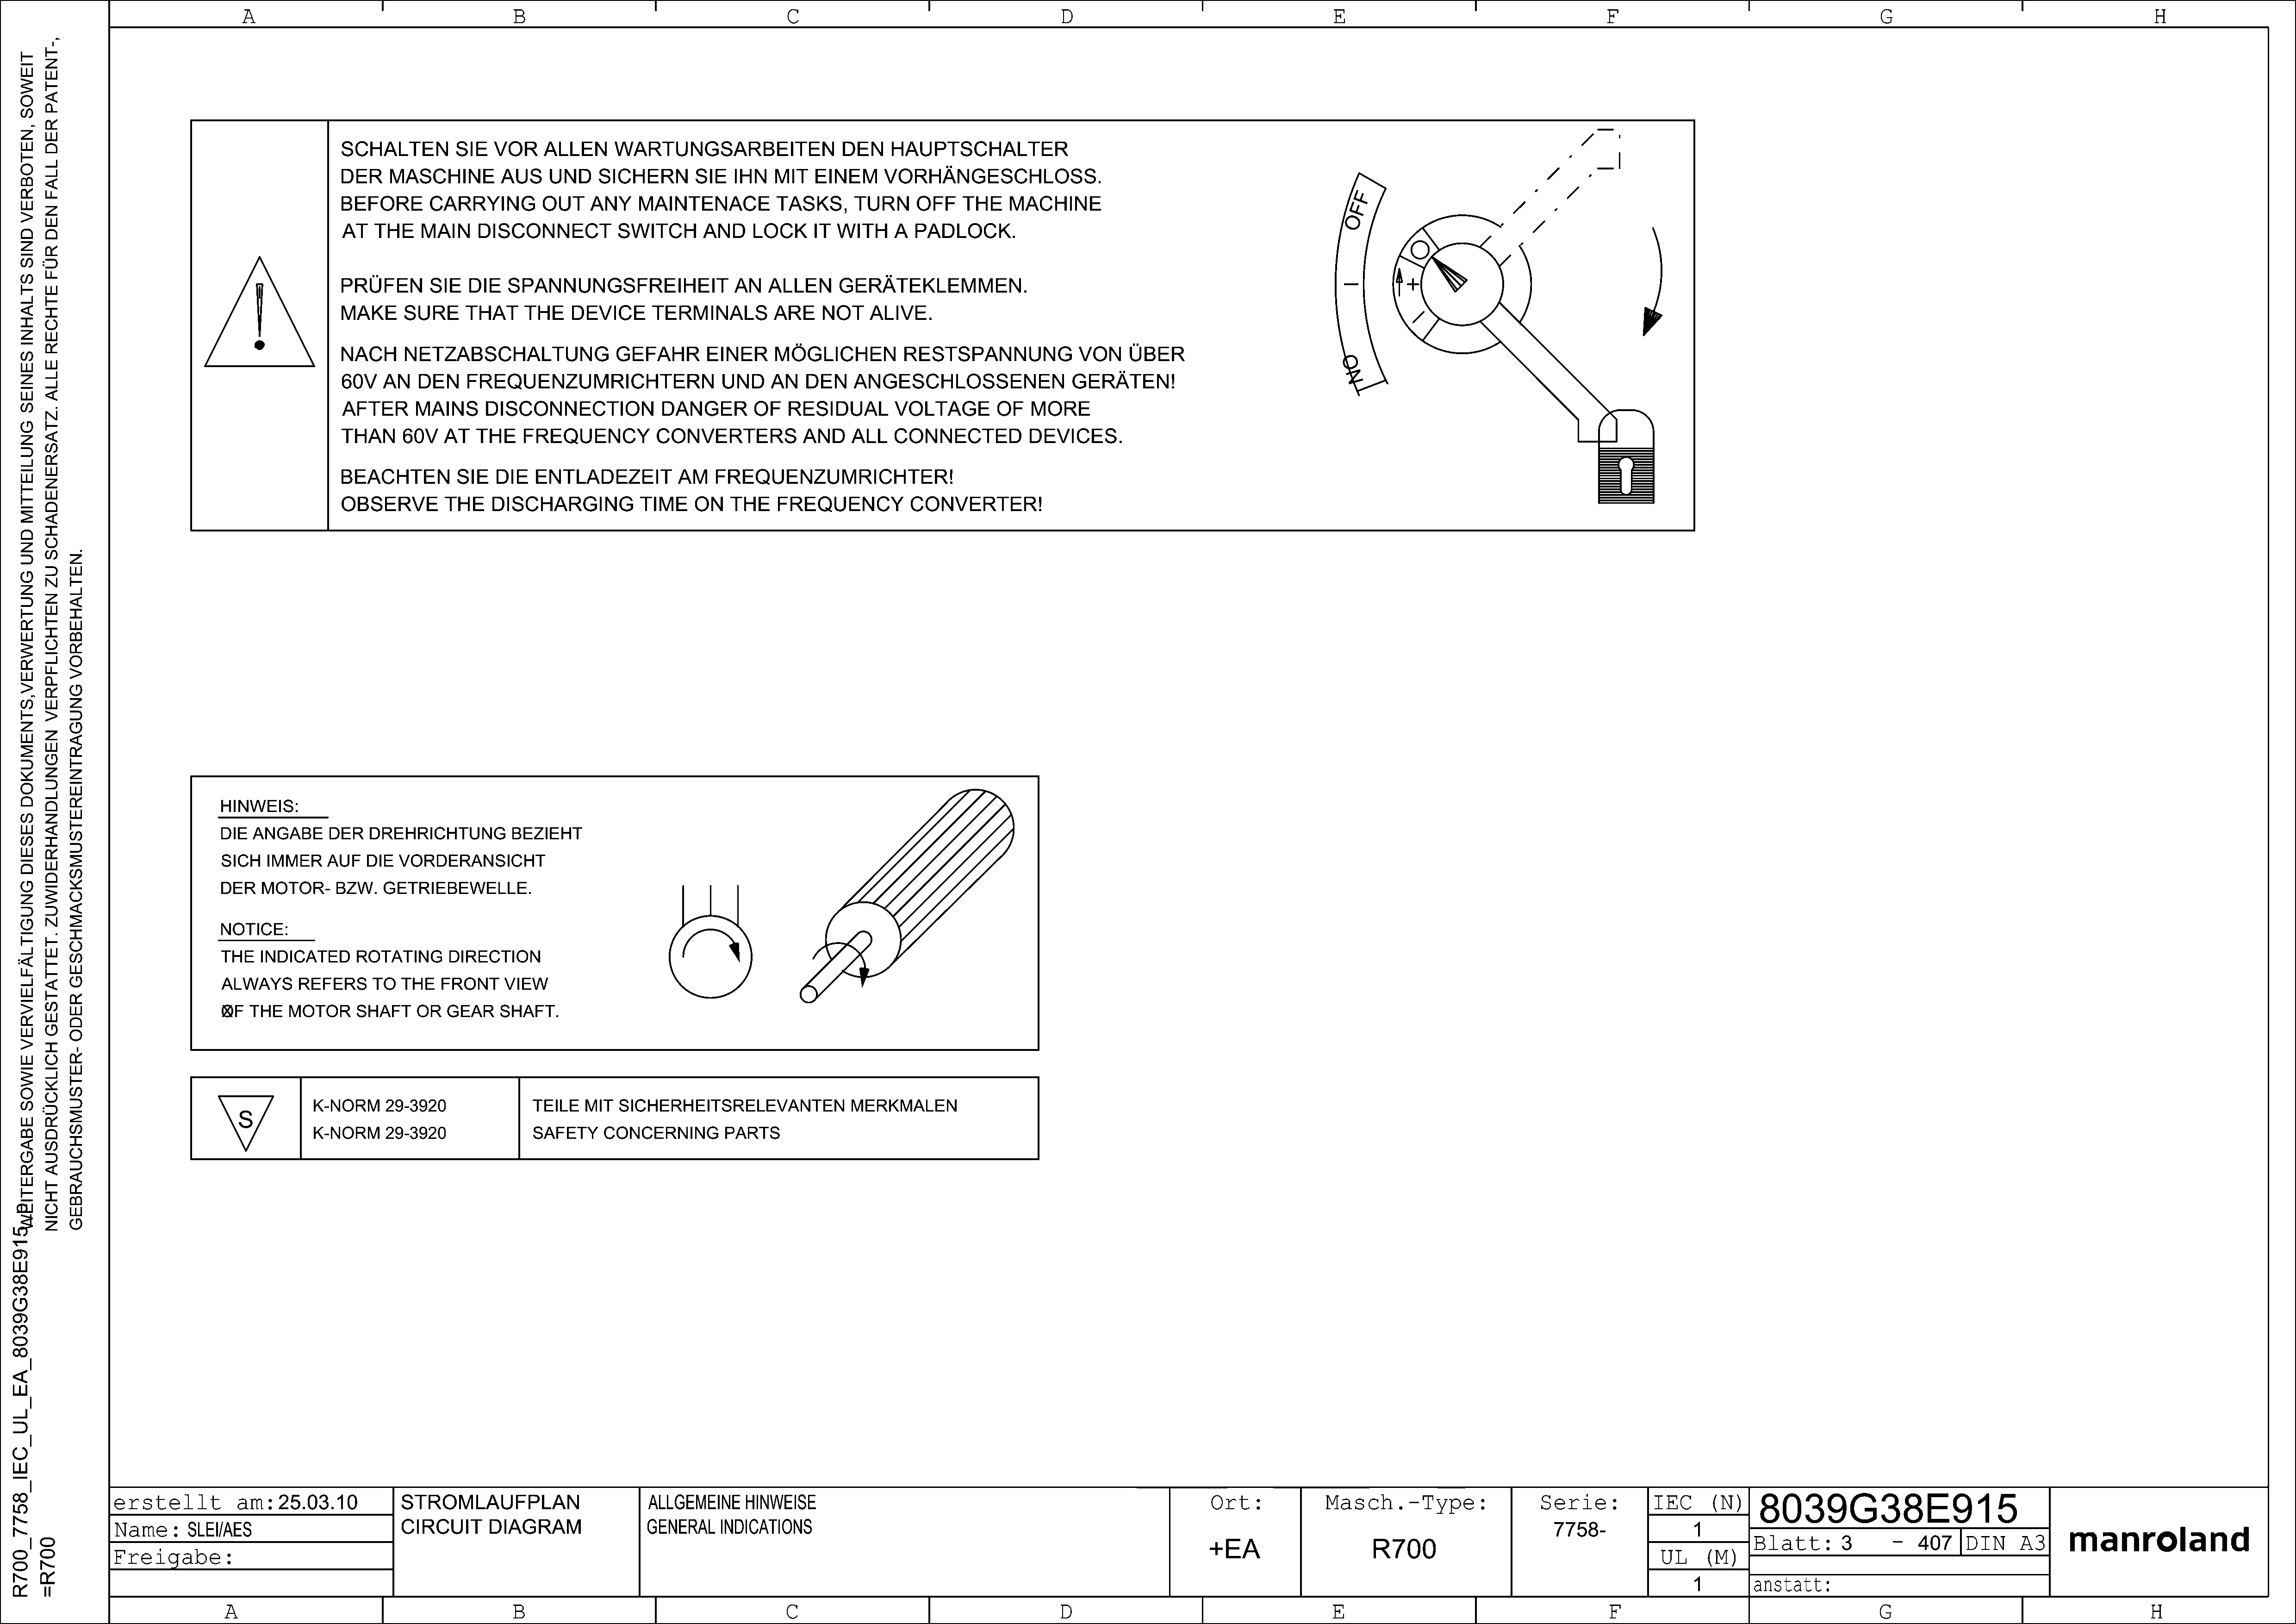 A B C D E F G H
SCHALTEN SIE VOR ALLEN WARTUNGSARBEITEN DEN HAUPTSCHALTER
DER MASCHINE AUS UND SICHERN SIE IHN MIT EINEM VORHÄNGESCHLOSS.
BEFORE CARRYING OUT ANY MAINTENACE TASKS, TURN OFF THE MACHINE
AT THE MAIN DISCONNECT SWITCH AND LOCK IT WITH A PADLOCK.
PRÜFEN SIE DIE SPANNUNGSFREIHEIT AN ALLEN GERÄTEKLEMMEN.
MAKE SURE THAT THE DEVICE TERMINALS ARE NOT ALIVE.
NACH NETZABSCHALTUNG GEFAHR EINER MÖGLICHEN RESTSPANNUNG VON ÜBER
60V AN DEN FREQUENZUMRICHTERN UND AN DEN ANGESCHLOSSENEN GERÄTEN!
AFTER MAINS DISCONNECTION DANGER OF RESIDUAL VOLTAGE OF MORE
THAN 60V AT THE FREQUENCY CONVERTERS AND ALL CONNECTED DEVICES.
BEACHTEN SIE DIE ENTLADEZEIT AM FREQUENZUMRICHTER!
OBSERVE THE DISCHARGING TIME ON THE FREQUENCY CONVERTER!
!
OFF
I
ON
+
HINWEIS:
DIE ANGABE DER DREHRICHTUNG BEZIEHT
SICH IMMER AUF DIE VORDERANSICHT
DER MOTOR- BZW. GETRIEBEWELLE.
NOTICE:
THE INDICATED ROTATING DIRECTION
ALWAYS REFERS TO THE FRONT VIEW
OF THE MOTOR SHAFT OR GEAR SHAFT.
S
K-NORM 29-3920 TEILE MIT SICHERHEITSRELEVANTEN MERKMALEN
K-NORM 29-3920 SAFETY CONCERNING PARTS
WEITERGABE SOWIE VERVIELFÄLTIGUNG DIESES DOKUMENTS,VERWERTUNG UND MITTEILUNG SEINES INHALTS SIND VERBOTEN, SOWEIT
NICHT AUSDRÜCKLICH GESTATTET. ZUWIDERHANDLUNGEN VERPFLICHTEN ZU SCHADENERSATZ. ALLE RECHTE FÜR DEN FALL DER PATENT-,
GEBRAUCHSMUSTER- ODER GESCHMACKSMUSTEREINTRAGUNG VORBEHALTEN.
R700_7758_IEC_UL_EA_8039G38E915_
=R700
erstellt am: 25.03.10
Name: SLEI/AES
Freigabe:
STROMLAUFPLAN
CIRCUIT DIAGRAM
ALLGEMEINE HINWEISE
GENERAL INDICATIONS
Ort:
+EA
Masch.-Type:
R700
Serie:
7758-
IEC (N)
1
UL (M)
1
8039G38E915
Blatt: 3 - 407 DIN A3
anstatt:
manroland
A B C D E F G H